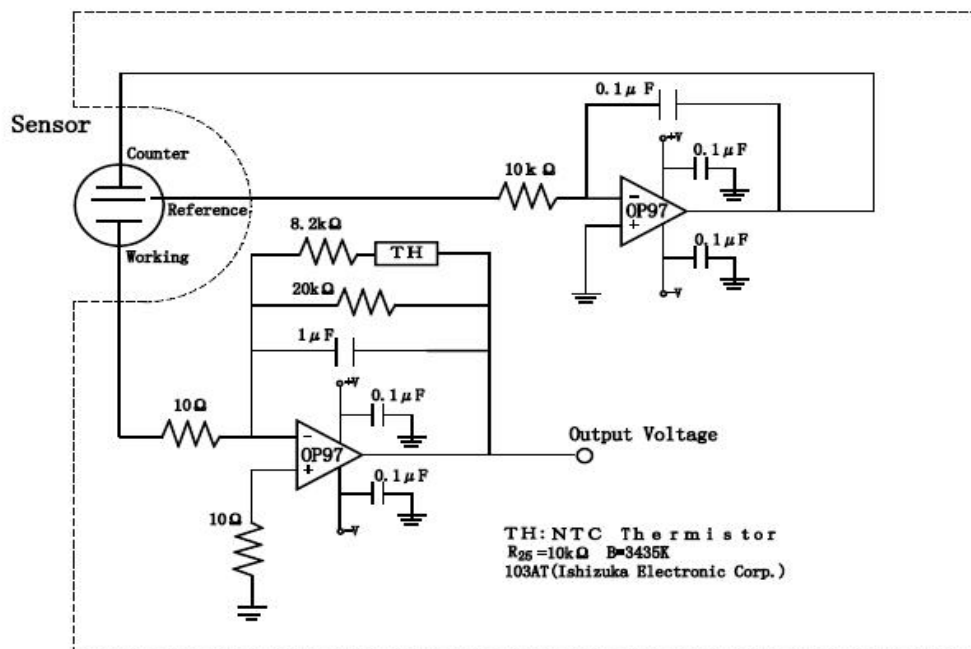 Sensor
Counter
Reference
Working
0.1μF
+V
0.1μF
10kΩ
-
OP97
+
0.1μF
-V
8.2kΩ
TH
20kΩ
1μF
+V
0.1μF
10Ω
-
OP97
+
0.1μF
-V
10Ω
Output Voltage
TH:NTC Thermistor
R25=10kΩ B=3435K
103AT(Ishizuka Electronic Corp.)